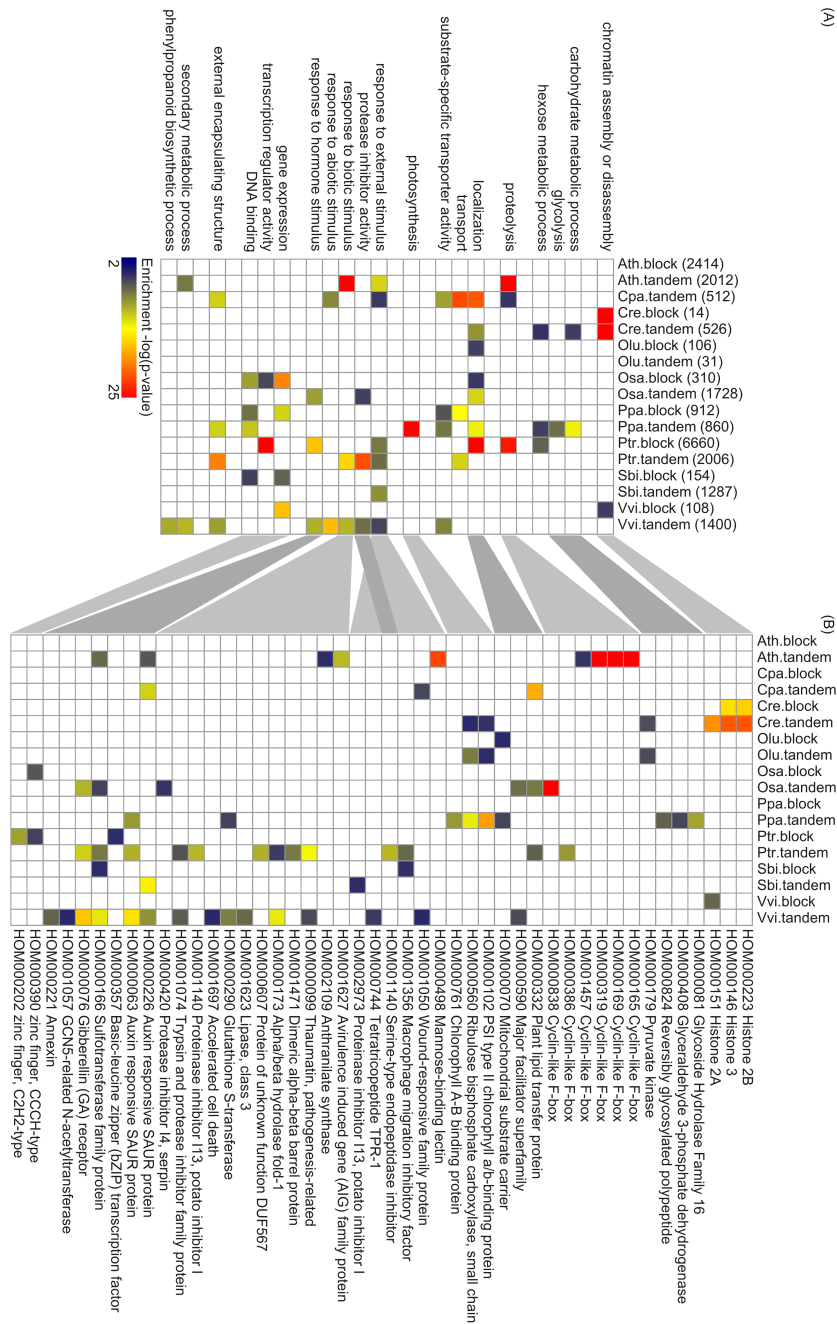 (A)
chromatin assembly or disassembly
carbohydrate metabolic process
glycolysis
hexose metabolic process
proteolysis
localization
transport
substrate-specific transporter activity
photosynthesis
response to external stimulus
protease inhibitor activity
response to biotic stimulus
response to abiotic stimulus
response to hormone stimulus
gene expression
transcription regulator activity
DNA binding
external encapsulating structure
secondary metabolic process
phenylpropanoid biosynthetic process
Ath.block (2414)
Ath.tandem (2012)
Cpa.tandem (512)
Cre.block (14)
Cre.tandem (526)
Olu.block (106)
Olu.tandem (31)
Osa.block (310)
Osa.tandem (1728)
Ppa.block (912)
Ppa.tandem (860)
Ptr.block (6660)
Ptr.tandem (2006)
Sbi.block (154)
Sbi.tandem (1287)
Vvi.block (108)
Vvi.tandem (1400)
Enrichment -log(p-value)
2
25
(B)
Ath.block
Ath.tandem
Cpa.block
Cpa.tandem
Cre.block
Cre.tandem
Olu.block
Olu.tandem
Osa.block
Osa.tandem
Ppa.block
Ppa.tandem
Ptr.block
Ptr.tandem
Sbi.block
Sbi.tandem
Vvi.block
Vvi.tandem
HOM000223 Histone 2B
HOM000146 Histone 3
HOM000151 Histone 2A
HOM000081 Glycoside Hydrolase Family 16
HOM000408 Glyceraldehyde 3-phosphate dehydrogenase
HOM000824 Reversibly glycosylated polypeptide
HOM000179 Pyruvate kinase
HOM000165 Cyclin-like F-box
HOM000169 Cyclin-like F-box
HOM000319 Cyclin-like F-box
HOM001457 Cyclin-like F-box
HOM000386 Cyclin-like F-box
HOM000838 Cyclin-like F-box
HOM000332 Plant lipid transfer protein
HOM000590 Major facilitator superfamily
HOM000070 Mitochondrial substrate carrier
HOM000102 PSI type II chlorophyll a/b-binding protein
HOM000560 Ribulose bisphosphate carboxylase, small chain
HOM000761 Chlorophyll A-B binding protein
HOM000498 Mannose-binding lectin
HOM001050 Wound-responsive family protein
HOM001356 Macrophage migration inhibitory factor
HOM001140 Serine-type endopeptidase inhibitor
HOM000744 Tetratricopeptide TPR-1
HOM002973 Proteinase inhibitor I13, potato inhibitor I
HOM001627 Avirulence induced gene (AIG) family protein
HOM002109 Anthranilate synthase
HOM000099 Thaumatin, pathogenesis-related
HOM001471 Dimeric alpha-beta barrel protein
HOM000173 Alpha/beta hydrolase fold-1
HOM000607 Protein of unknown function DUF567
HOM001623 Lipase, class 3
HOM000290 Glutathione S-transferase
HOM001697 Accelerated cell death
HOM001140 Proteinase inhibitor I13, potato inhibitor I
HOM001074 Trypsin and protease inhibitor family protein
HOM000420 Protease inhibitor I4, serpin
HOM000226 Auxin responsive SAUR protein
HOM000063 Auxin responsive SAUR protein
HOM000357 Basic-leucine zipper (bZIP) transcription factor
HOM000166 Sulfotransferase family protein
HOM000076 Gibberellin (GA) receptor
HOM001057 GCN5-related N-acetyltransferase
HOM000221 Annexin
HOM000390 zinc finger, CCCH-type
HOM000202 zinc finger, C2H2-type